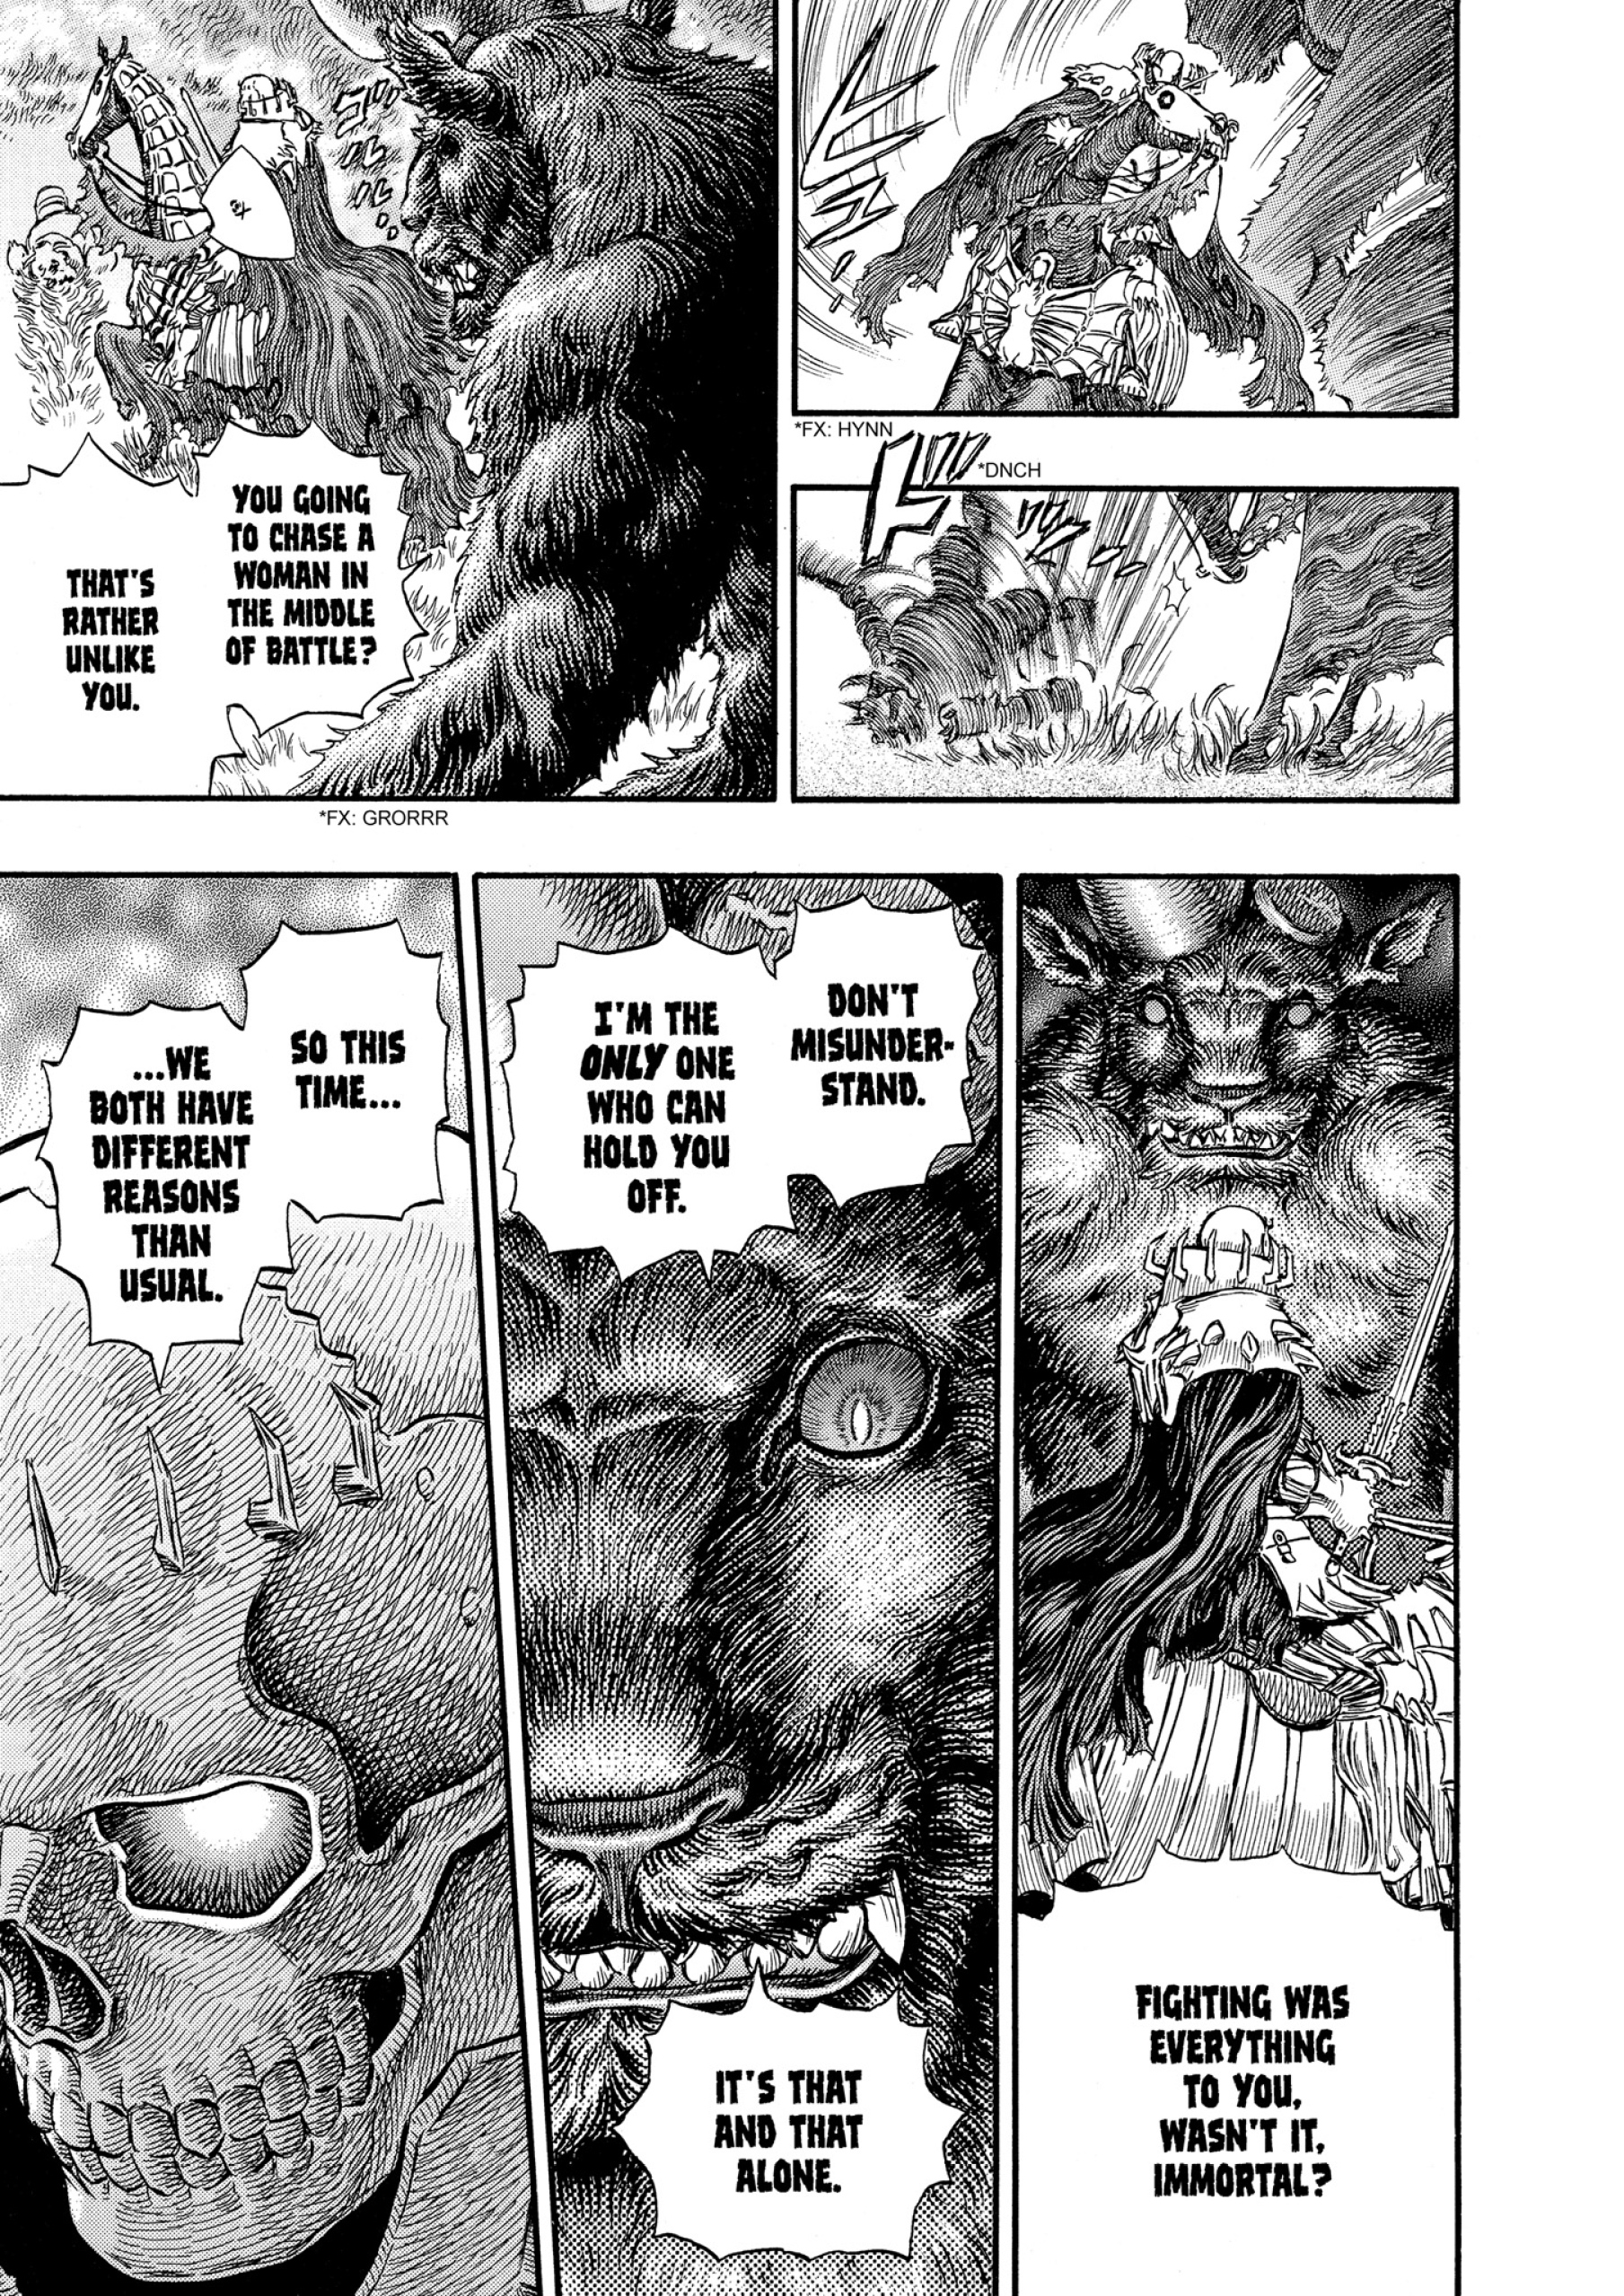 *FX: HYNN
*DNCH
YOU GOING
TO CHASE A
WOMAN IN
THE MIDDLE
OF BATTLE?
THAT'S
RATHER
UNLIKE
YOU.
*FX: GRORRR
FIGHTING WAS
EVERYTHING
TO YOU,
WASN'T IT,
IMMORTAL?
DON'T
MISUNDER-
STAND.
I'M THE
ONLY ONE
WHO CAN
HOLD YOU
OFF.
IT'S THAT
AND THAT
ALONE.
SO THIS
TIME...
...WE
BOTH HAVE
DIFFERENT
REASONS
THAN
USUAL.